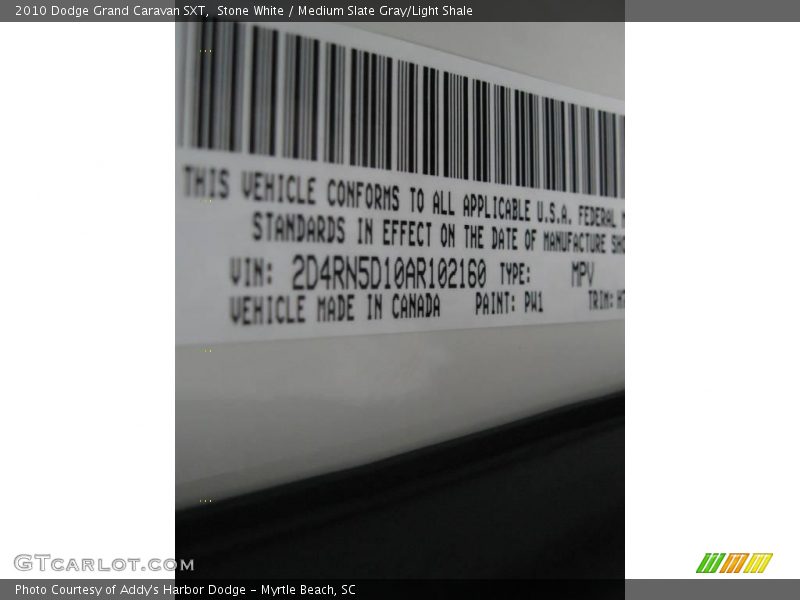 2010 Dodge Grand Caravan SXT, Stone White / Medium Slate Gray/Light Shale
THIS VEHICLE CONFORMS TO ALL APPLICABLE U.S.A. FEDERAL
STANDARDS IN EFFECT ON THE DATE OF MANUFACTURE
VIN: 2D4RN5D10AR102160 TYPE: MPV
VEHICLE MADE IN CANADA PAINT: PW1 TRIM:
GTCARLOT.COM
Photo Courtesy of Addy's Harbor Dodge - Myrtle Beach, SC